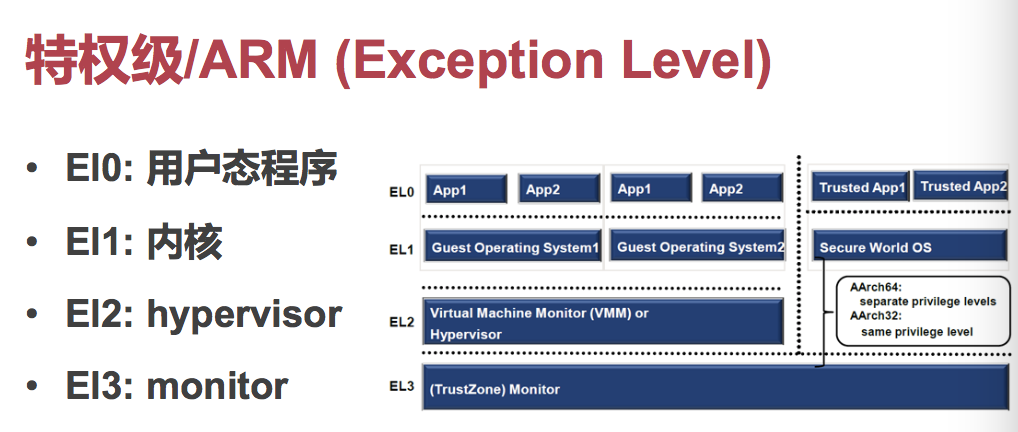 特权级/ARM (Exception Level)
• El0: 用户态程序
• El1: 内核
• El2: hypervisor
• El3: monitor
EL0
App1
App2
App1
App2
Trusted App1
Trusted App2
EL1
Guest Operating System1
Guest Operating System2
Secure World OS
AArch64:
separate privilege levels
AArch32:
same privilege level
EL2
Virtual Machine Monitor (VMM) or
Hypervisor
EL3
(TrustZone) Monitor